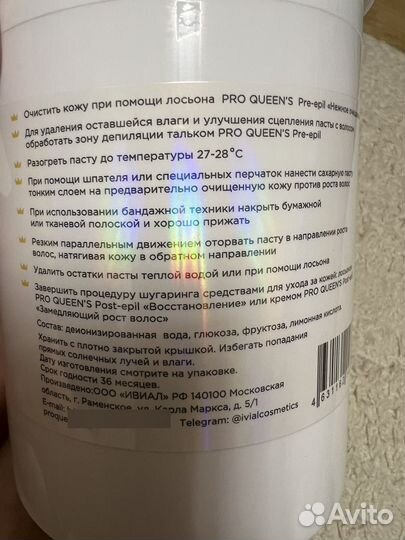 Очистить кожу при помощи лосьона PRO QUEEN'S Pre-epil «Нежное
Для удаления оставшейся влаги и улучшения сцепления пасты с волосом
обработать зону депиляции тальком PRO QUEEN'S Pre-epil
Разогреть пасту до температуры 27-28°C
При помощи шпателя или специальных перчаток нанести сахарную пасту
тонким слоем на предварительно очищенную кожу против роста волос
При использовании бандажной техники накрыть бумажной
или тканевой полоской и хорошо прижать
Резким параллельным движением оторвать пасту в направлении роста
волос, натягивая кожу в обратном направлении
Удалить остатки пасты теплой водой или при помощи лосьона
Завершить процедуру шугаринга средствами для ухода за кожей:
PRO QUEEN'S Post-epil «Восстановление» или кремом PRO QUEEN'S
«Замедляющий рост волос»
Состав: деионизированная вода, глюкоза, фруктоза, лимонная кислота.
Хранить с плотно закрытой крышкой. Избегать попадания
прямых солнечных лучей и влаги.
Дату изготовления смотрите на упаковке.
Срок годности 36 месяцев.
Произведено:ООО «ИВИАЛ» РФ 140100 Московская
область, г. Раменское, ул. Карла Маркса, д. 5/1
E-mail:
proque
Telegram: @ivialcosmetics
Avito